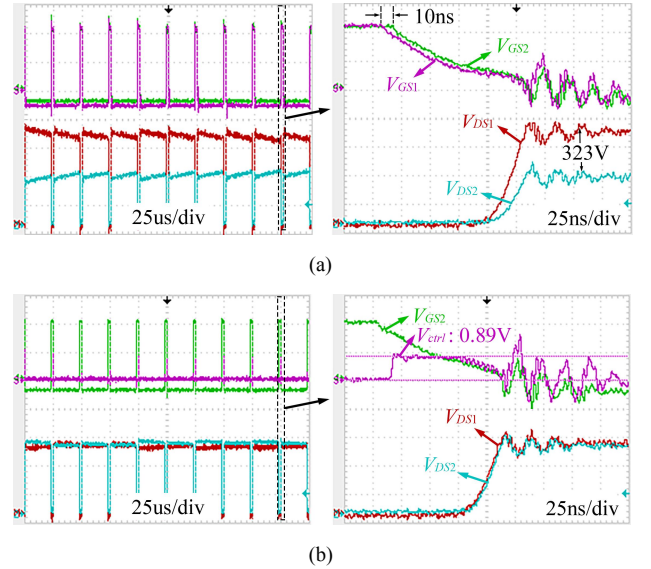 10ns
V_GS2
V_GS1
V_DS1
323V
V_DS2
25us/div
25ns/div
(a)
V_GS2
V_ctrl: 0.89V
V_DS1
V_DS2
25us/div
25ns/div
(b)